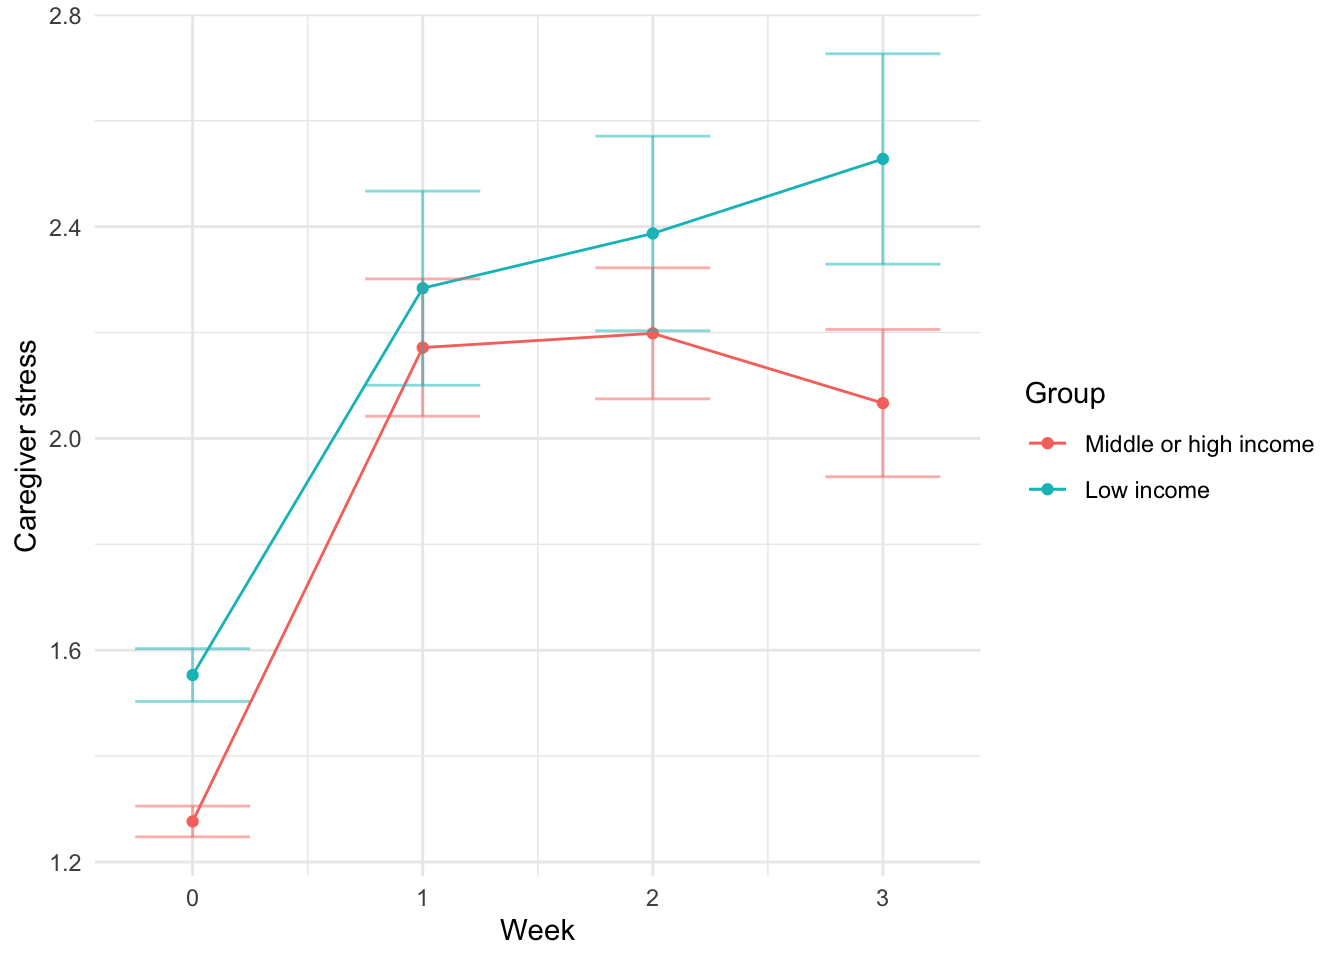 2.8
2.4
2.0
1.6
1.2
Caregiver stress
0 1 2 3
Week
Group
Middle or high income
Low income